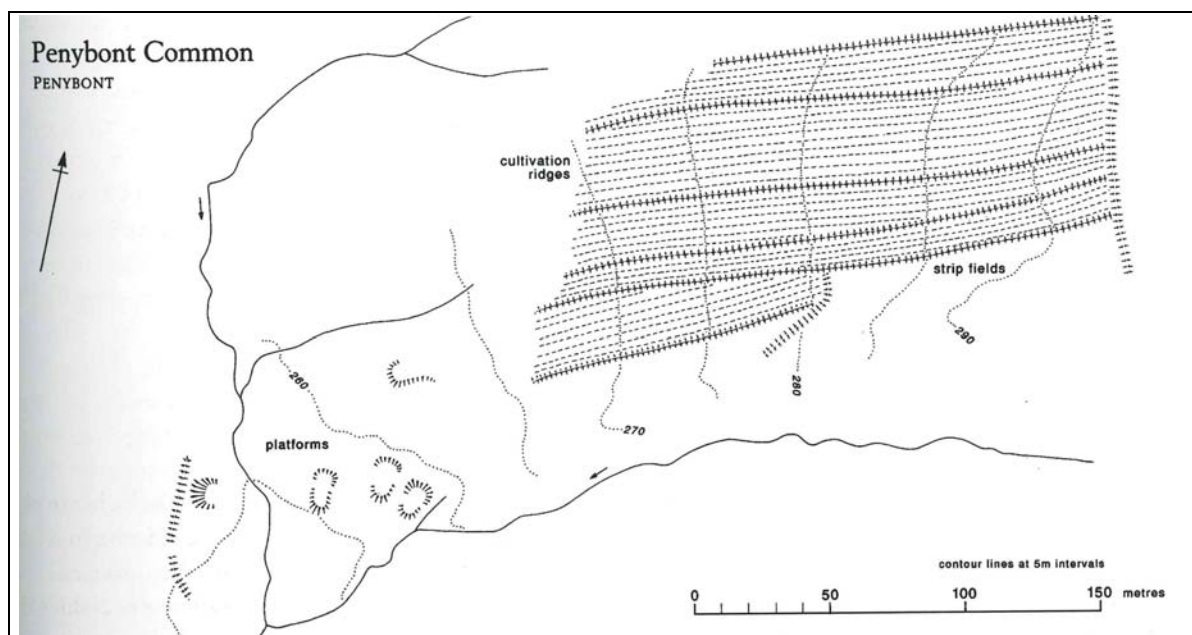 Penybont Common
PENYBONT
cultivation
ridges
strip fields
290
280
270
260
platforms
contour lines at 5m intervals
0 50 100 150 metres